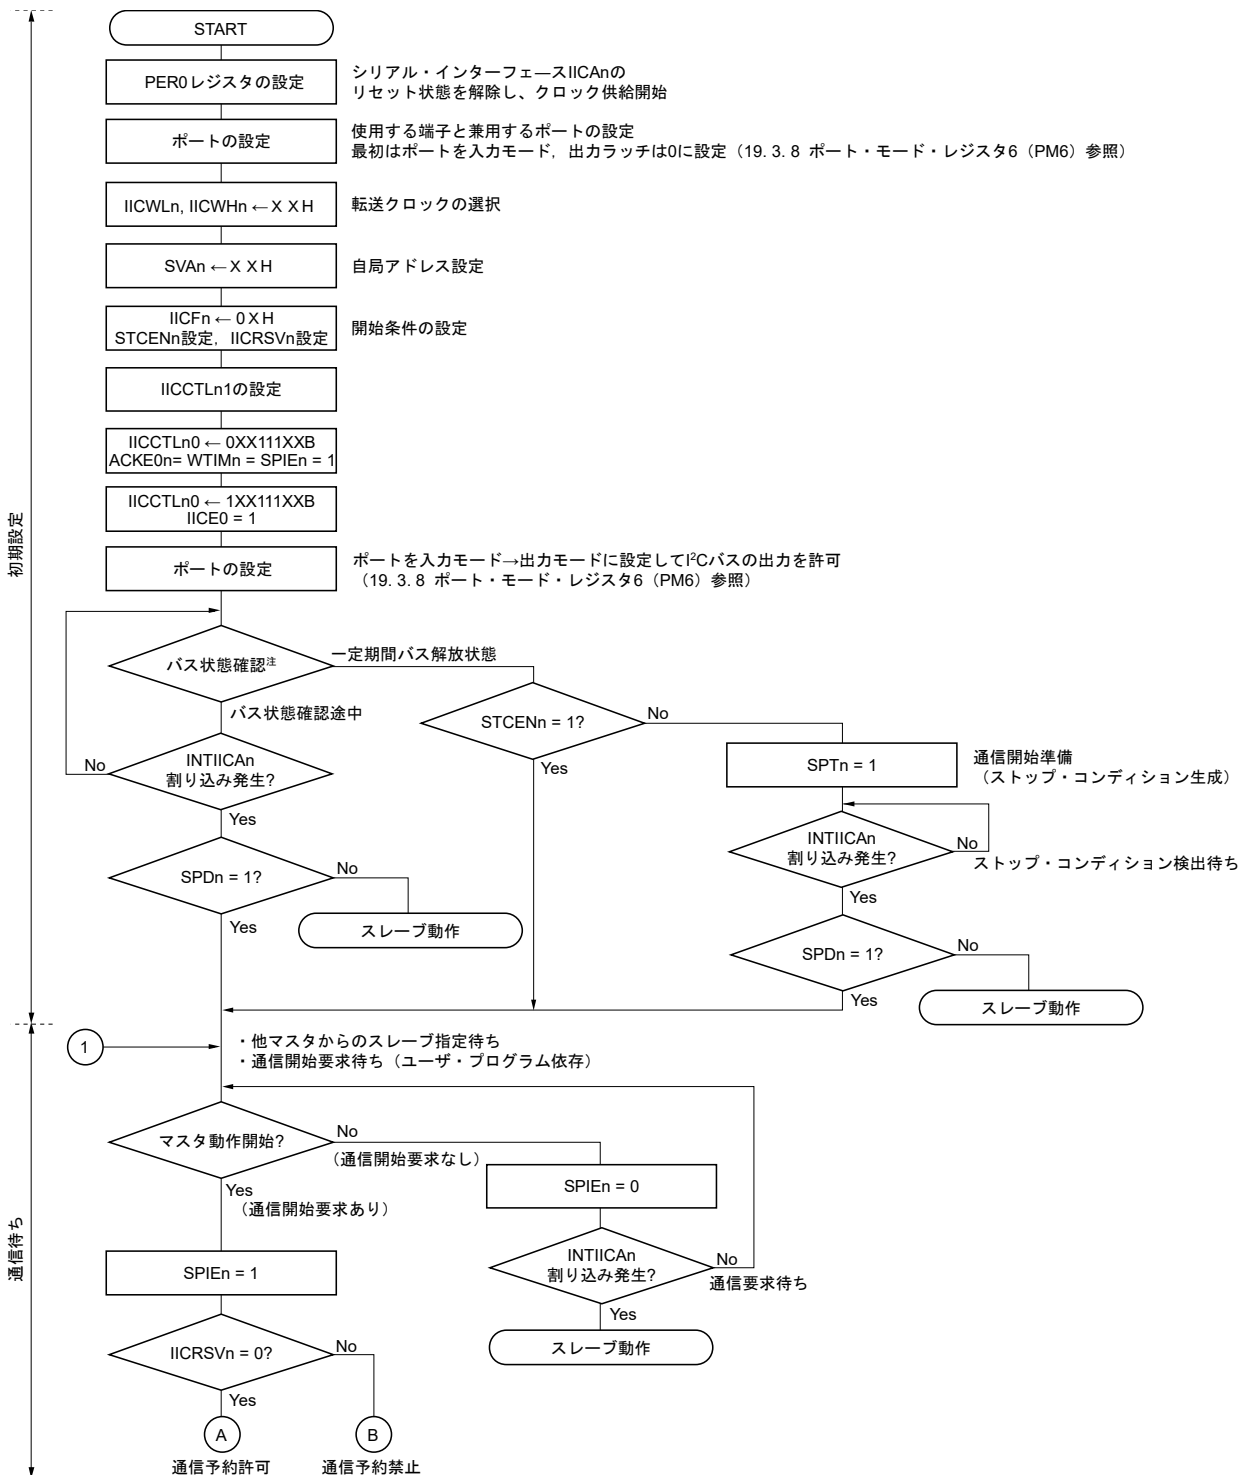 START
PER0レジスタの設定
シリアル・インターフェースIICAnの
リセット状態を解除し、クロック供給開始
ポートの設定
使用する端子と兼用するポートの設定
最初はポートを入力モード，出力ラッチは0に設定（19. 3. 8 ポート・モード・レジスタ6（PM6）参照）
IICWLn, IICWHn ← X X H
転送クロックの選択
SVAn ← X X H
自局アドレス設定
IICFn ← 0 X H
STCENn設定，IICRSVn設定
開始条件の設定
IICCTLn1の設定
IICCTLn0 ← 0XX111XXB
ACKE0n= WTIMn = SPIEn = 1
IICCTLn0 ← 1XX111XXB
IICE0 = 1
ポートの設定
ポートを入力モード→出力モードに設定してI²Cバスの出力を許可
（19. 3. 8 ポート・モード・レジスタ6（PM6）参照）
初期設定
バス状態確認注
一定期間バス解放状態
バス状態確認途中
STCENn = 1?
No
Yes
SPTn = 1
通信開始準備
（ストップ・コンディション生成）
INTIICAn
割り込み発生?
No
Yes
INTIICAn
割り込み発生?
No
ストップ・コンディション検出待ち
Yes
SPDn = 1?
No
Yes
スレーブ動作
SPDn = 1?
No
Yes
スレーブ動作
1
・他マスタからのスレーブ指定待ち
・通信開始要求待ち（ユーザ・プログラム依存）
マスタ動作開始?
No
（通信開始要求なし）
Yes
（通信開始要求あり）
SPIEn = 0
通信待ち
SPIEn = 1
INTIICAn
割り込み発生?
No
通信要求待ち
Yes
スレーブ動作
IICRSVn = 0?
No
Yes
A
B
通信予約許可
通信予約禁止